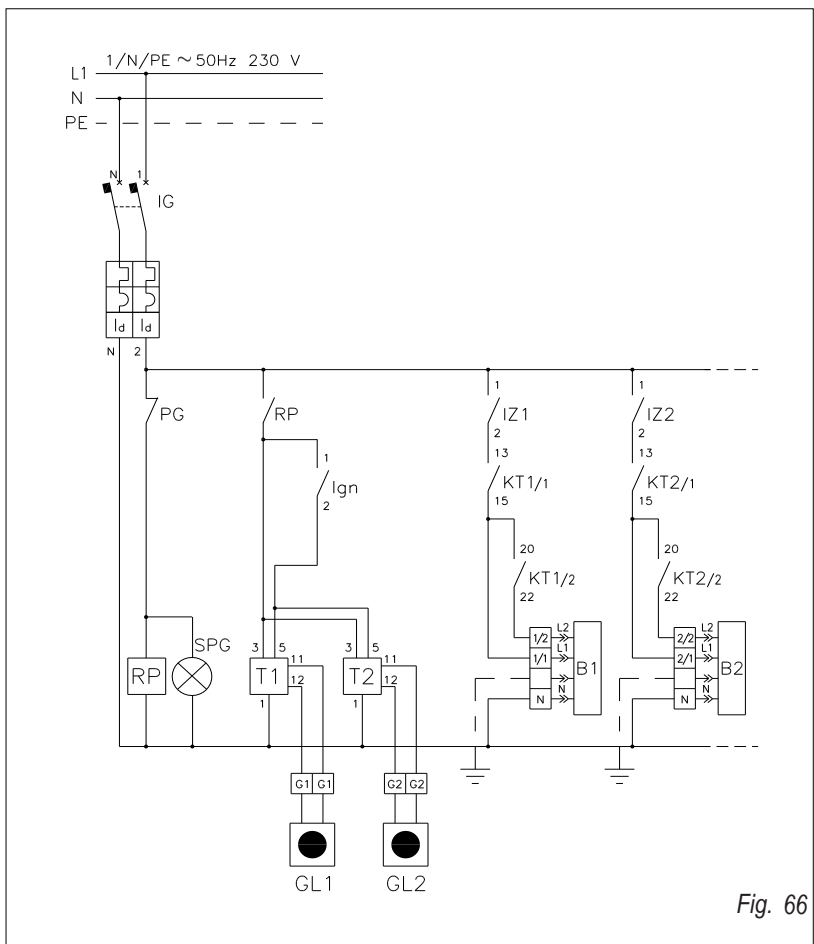 1/N/PE ~ 50Hz 230 V
L1
N
PE
N 1
IG
Id Id
N 2
PG
RP
1
Ign
2
1
IZ1
2
13
KT1/1
15
20
KT1/2
22
1
IZ2
2
13
KT2/1
15
20
KT2/2
22
SPG
RP
3 5
T1
11
12
1
3 5
T2
11
12
1
1/2 L2
1/1 L1
N N
B1
2/2 L2
2/1 L1
N N
B2
G1 G1
G2 G2
GL1
GL2
Fig. 66